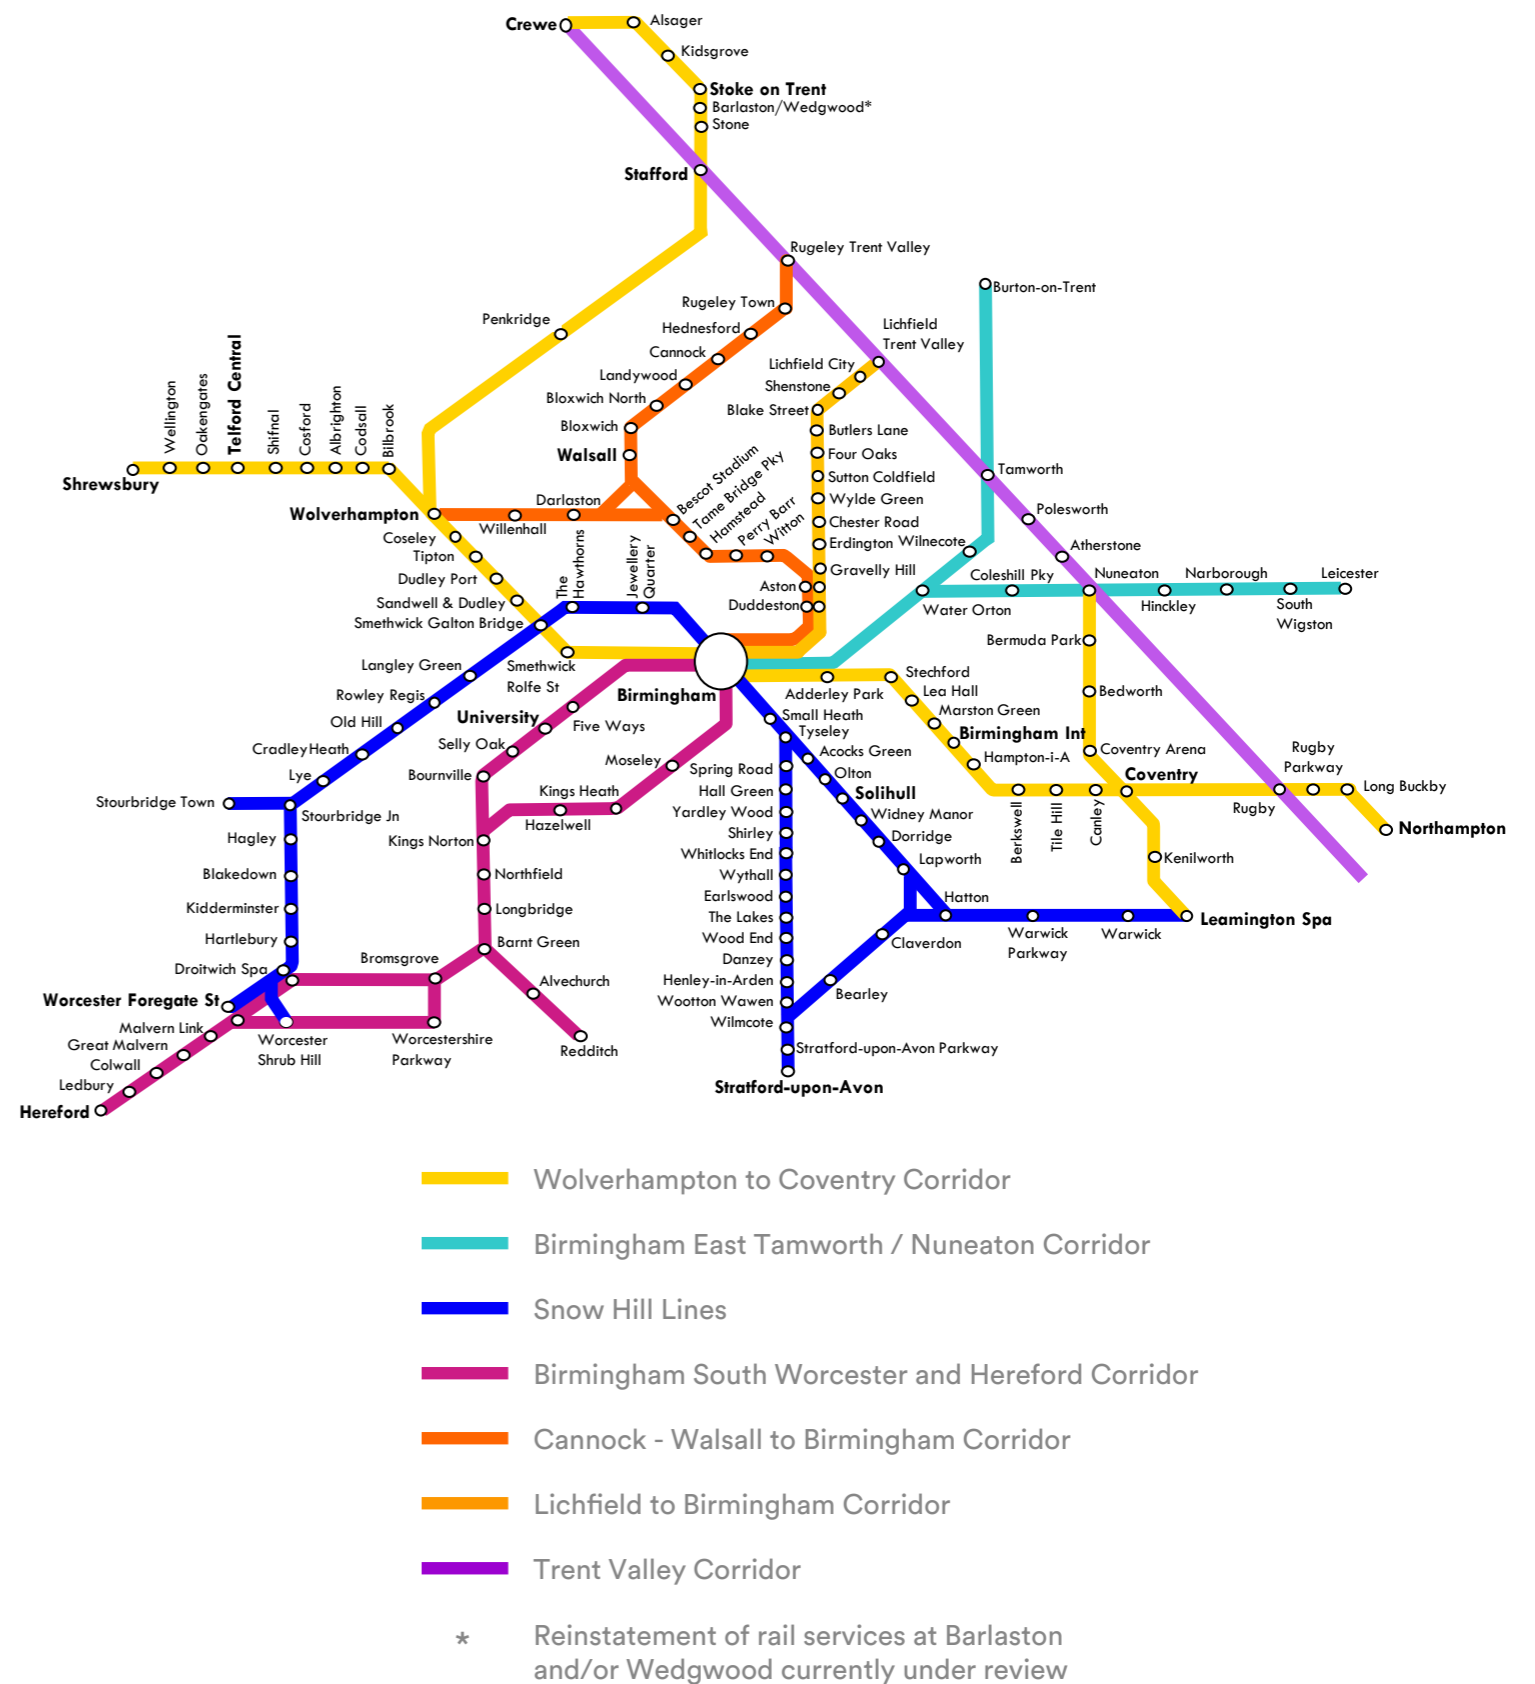 Crewe
Alsager
Kidsgrove
Stoke on Trent
Barlaston/Wedgwood*
Stone
Stafford
Rugeley Trent Valley
Burton-on-Trent
Rugeley Town
Penkridge
Hednesford
Lichfield
Trent Valley
Cannock
Lichfield City
Landywood
Shenstone
Bloxwich North
Blake Street
Bloxwich
Butlers Lane
Walsall
Four Oaks
Wellington
Oakengates
Telford Central
Shifnal
Cosford
Albrighton
Codsall
Bilbrook
Shrewsbury
Tamworth
Sutton Coldfield
Bescot Stadium
Tame Bridge Pky
Hamstead
Perry Barr
Witton
Wylde Green
Darlaston
Wolverhampton
Willenhall
Polesworth
Chester Road
Coseley
Erdington
Wilnecote
Atherstone
Tipton
Gravelly Hill
Dudley Port
The
Hawthorns
Jewellery
Quarter
Aston
Coleshill Pky
Nuneaton
Narborough
Leicester
Sandwell & Dudley
Duddeston
Water Orton
Hinckley
South
Wigston
Smethwick Galton Bridge
Bermuda Park
Langley Green
Smethwick
Rolfe St
Stechford
Adderley Park
Lea Hall
Bedworth
Rowley Regis
Birmingham
Marston Green
Old Hill
University
Five Ways
Small Heath
Tyseley
Birmingham Int
Selly Oak
Acocks Green
Hampton-i-A
Coventry Arena
Rugby
Parkway
CradleyHeath
Moseley
Spring Road
Olton
Coventry
Lye
Bournville
Kings Heath
Hall Green
Solihull
Long Buckby
Stourbridge Town
Stourbridge Jn
Hazelwell
Yardley Wood
Widney Manor
Berkswell
Tile Hill
Canley
Rugby
Northampton
Hagley
Kings Norton
Shirley
Dorridge
Whitlocks End
Lapworth
Kenilworth
Blakedown
Northfield
Wythall
Earlswood
Hatton
Kidderminster
Longbridge
The Lakes
Leamington Spa
Hartlebury
Barnt Green
Wood End
Claverdon
Warwick
Parkway
Warwick
Droitwich Spa
Bromsgrove
Danzey
Alvechurch
Henley-in-Arden
Bearley
Worcester Foregate St
Wootton Wawen
Malvern Link
Wilmcote
Great Malvern
Worcester
Shrub Hill
Worcestershire
Parkway
Redditch
Stratford-upon-Avon Parkway
Colwall
Ledbury
Stratford-upon-Avon
Hereford
Wolverhampton to Coventry Corridor
Birmingham East Tamworth / Nuneaton Corridor
Snow Hill Lines
Birmingham South Worcester and Hereford Corridor
Cannock - Walsall to Birmingham Corridor
Lichfield to Birmingham Corridor
Trent Valley Corridor
* Reinstatement of rail services at Barlaston
and/or Wedgwood currently under review